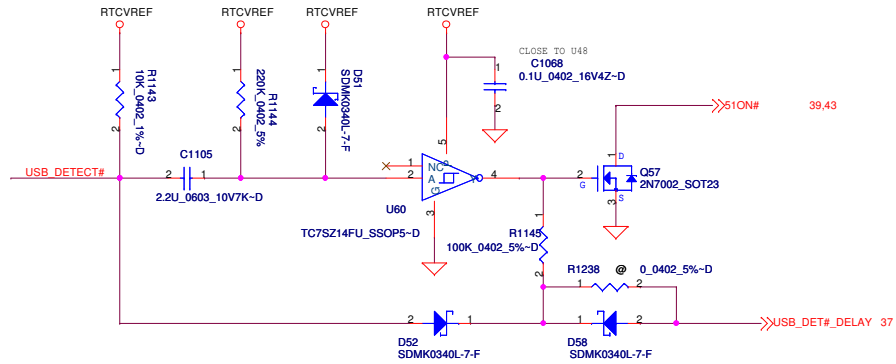 RTCVREF RTCVREF RTCVREF RTCVREF
CLOSE TO U48
C1068
0.1U_0402_16V4Z~D
1
2
1
R1143
10K_0402_1%~D
2
1
R1144
220K_0402_5%
2
1
D51
SDMK0340L-7-F
2
51ON# 39,43
USB_DETECT#
C1105
2 1
2.2U_0603_10V7K~D
5
1 NC P
2 A Y 4
G
3
U60
TC7SZ14FU_SSOP5~D
1 D
2 G
3 S
Q57
2N7002_SOT23
1
R1145
100K_0402_5%~D
2
R1238 @ 0_0402_5%~D
1 2
2 1
D52
SDMK0340L-7-F
1 2
D58
SDMK0340L-7-F
USB_DET#_DELAY 37